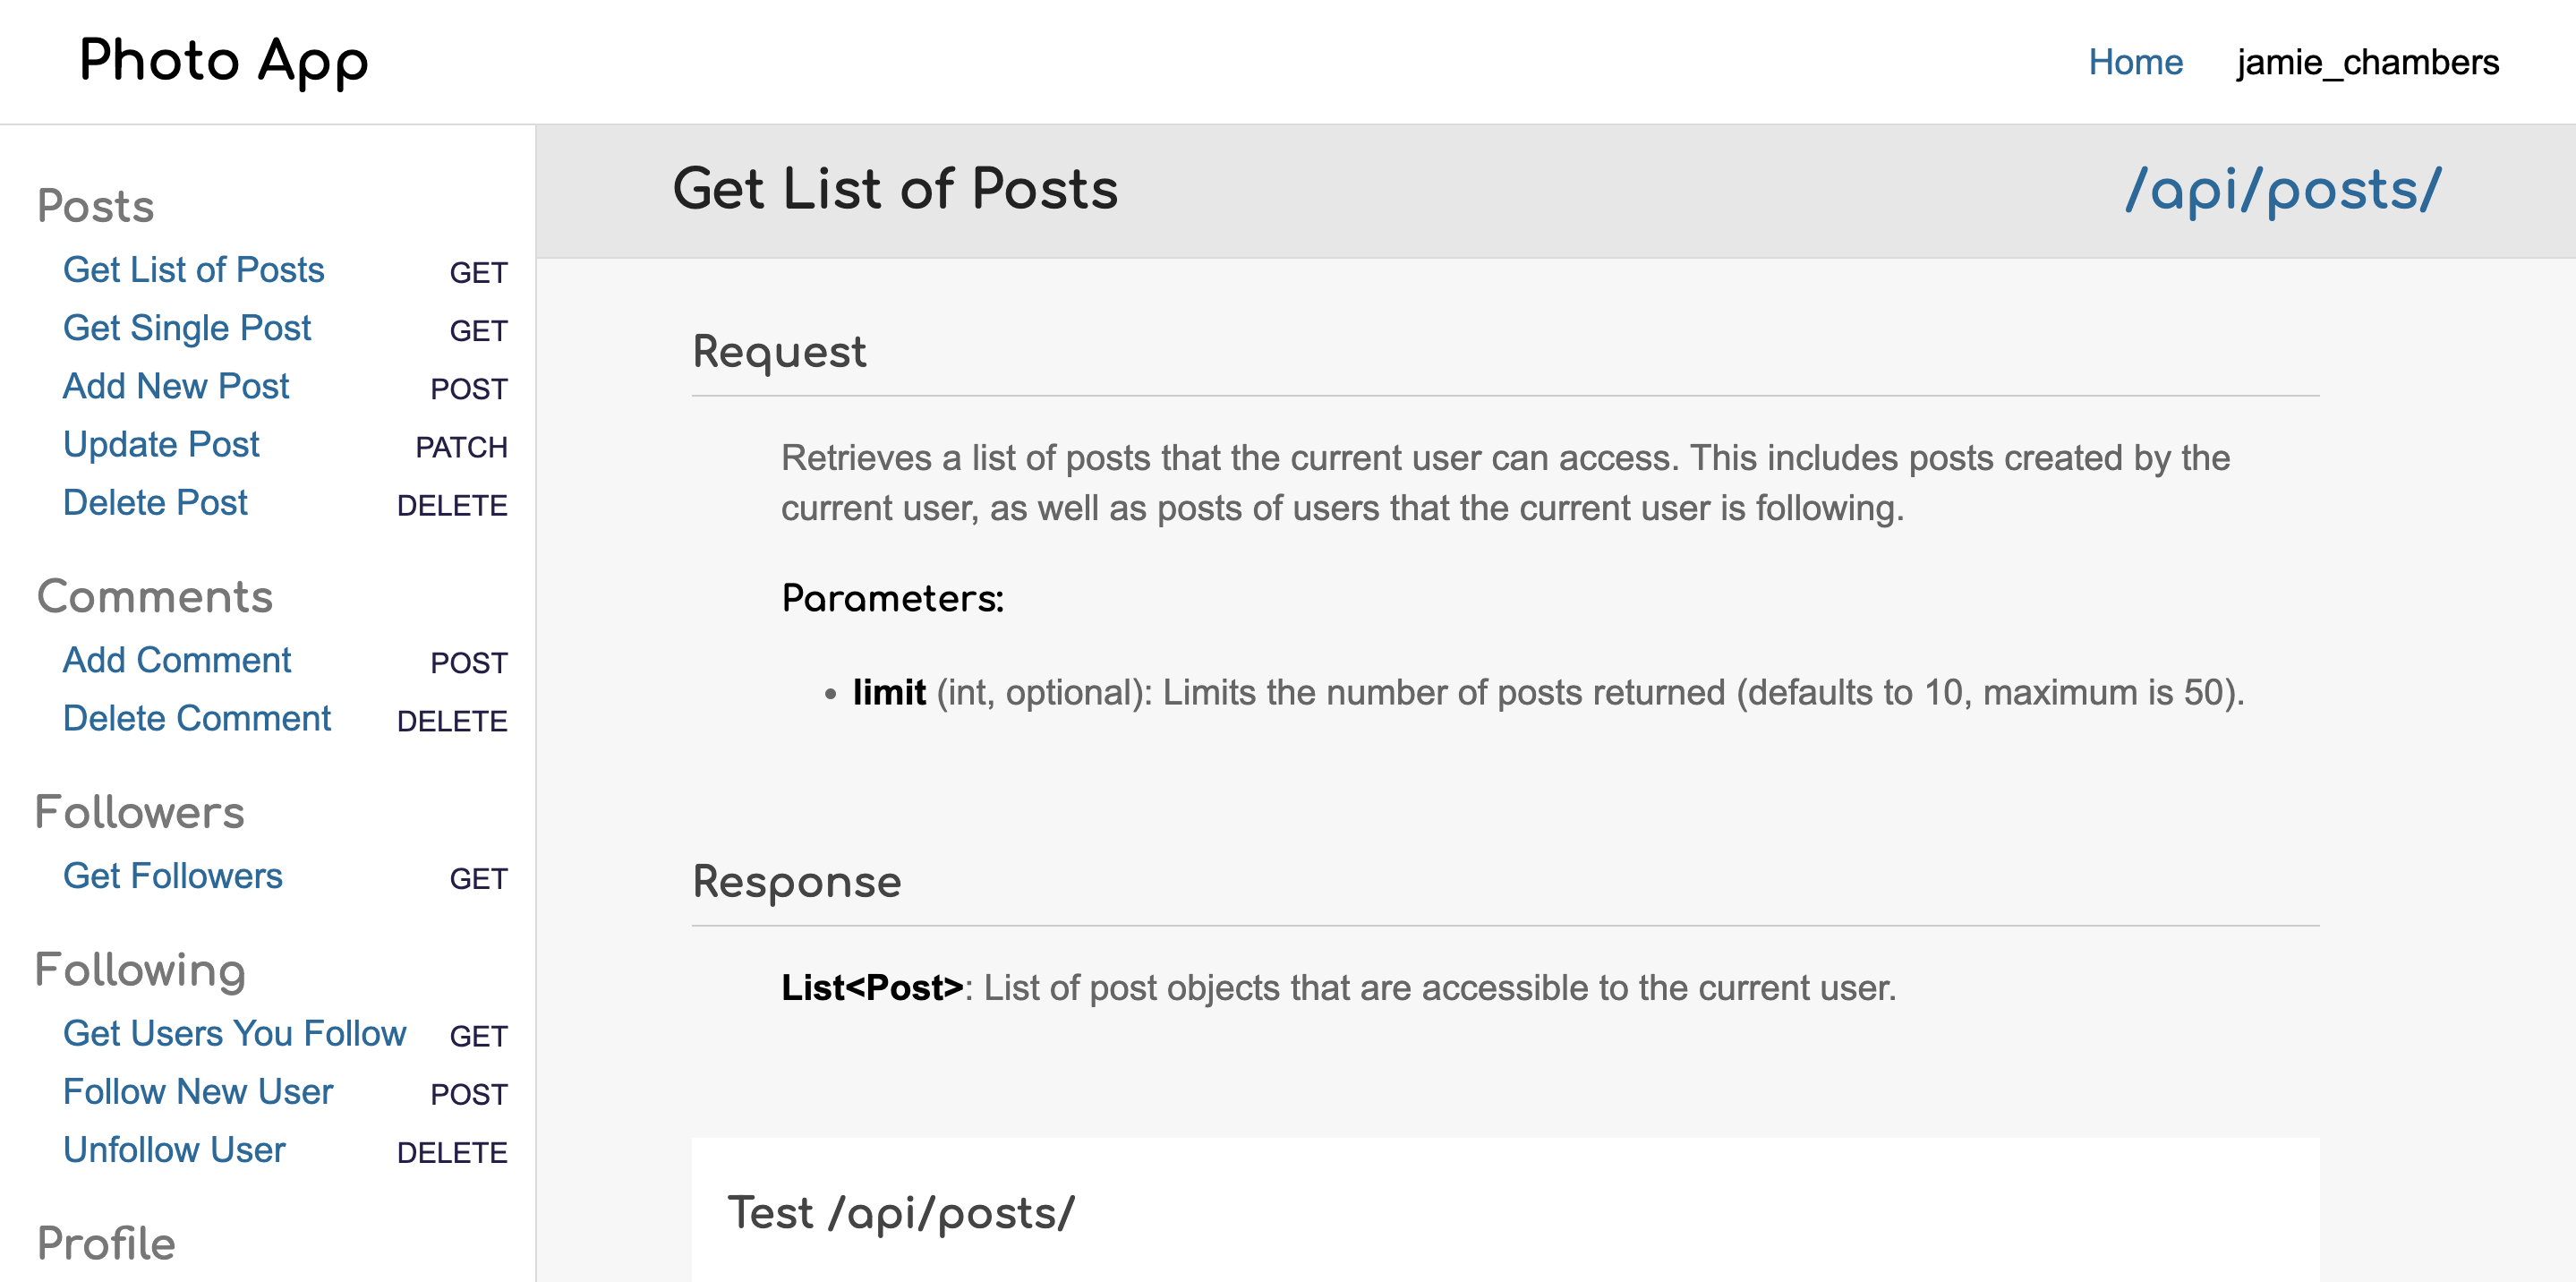 Photo App
Home jamie_chambers
Posts
Get List of Posts GET
Get Single Post GET
Add New Post POST
Update Post PATCH
Delete Post DELETE
Comments
Add Comment POST
Delete Comment DELETE
Followers
Get Followers GET
Following
Get Users You Follow GET
Follow New User POST
Unfollow User DELETE
Profile
Get List of Posts /api/posts/
Request
Retrieves a list of posts that the current user can access. This includes posts created by the
current user, as well as posts of users that the current user is following.
Parameters:
• limit (int, optional): Limits the number of posts returned (defaults to 10, maximum is 50).
Response
List<Post>: List of post objects that are accessible to the current user.
Test /api/posts/